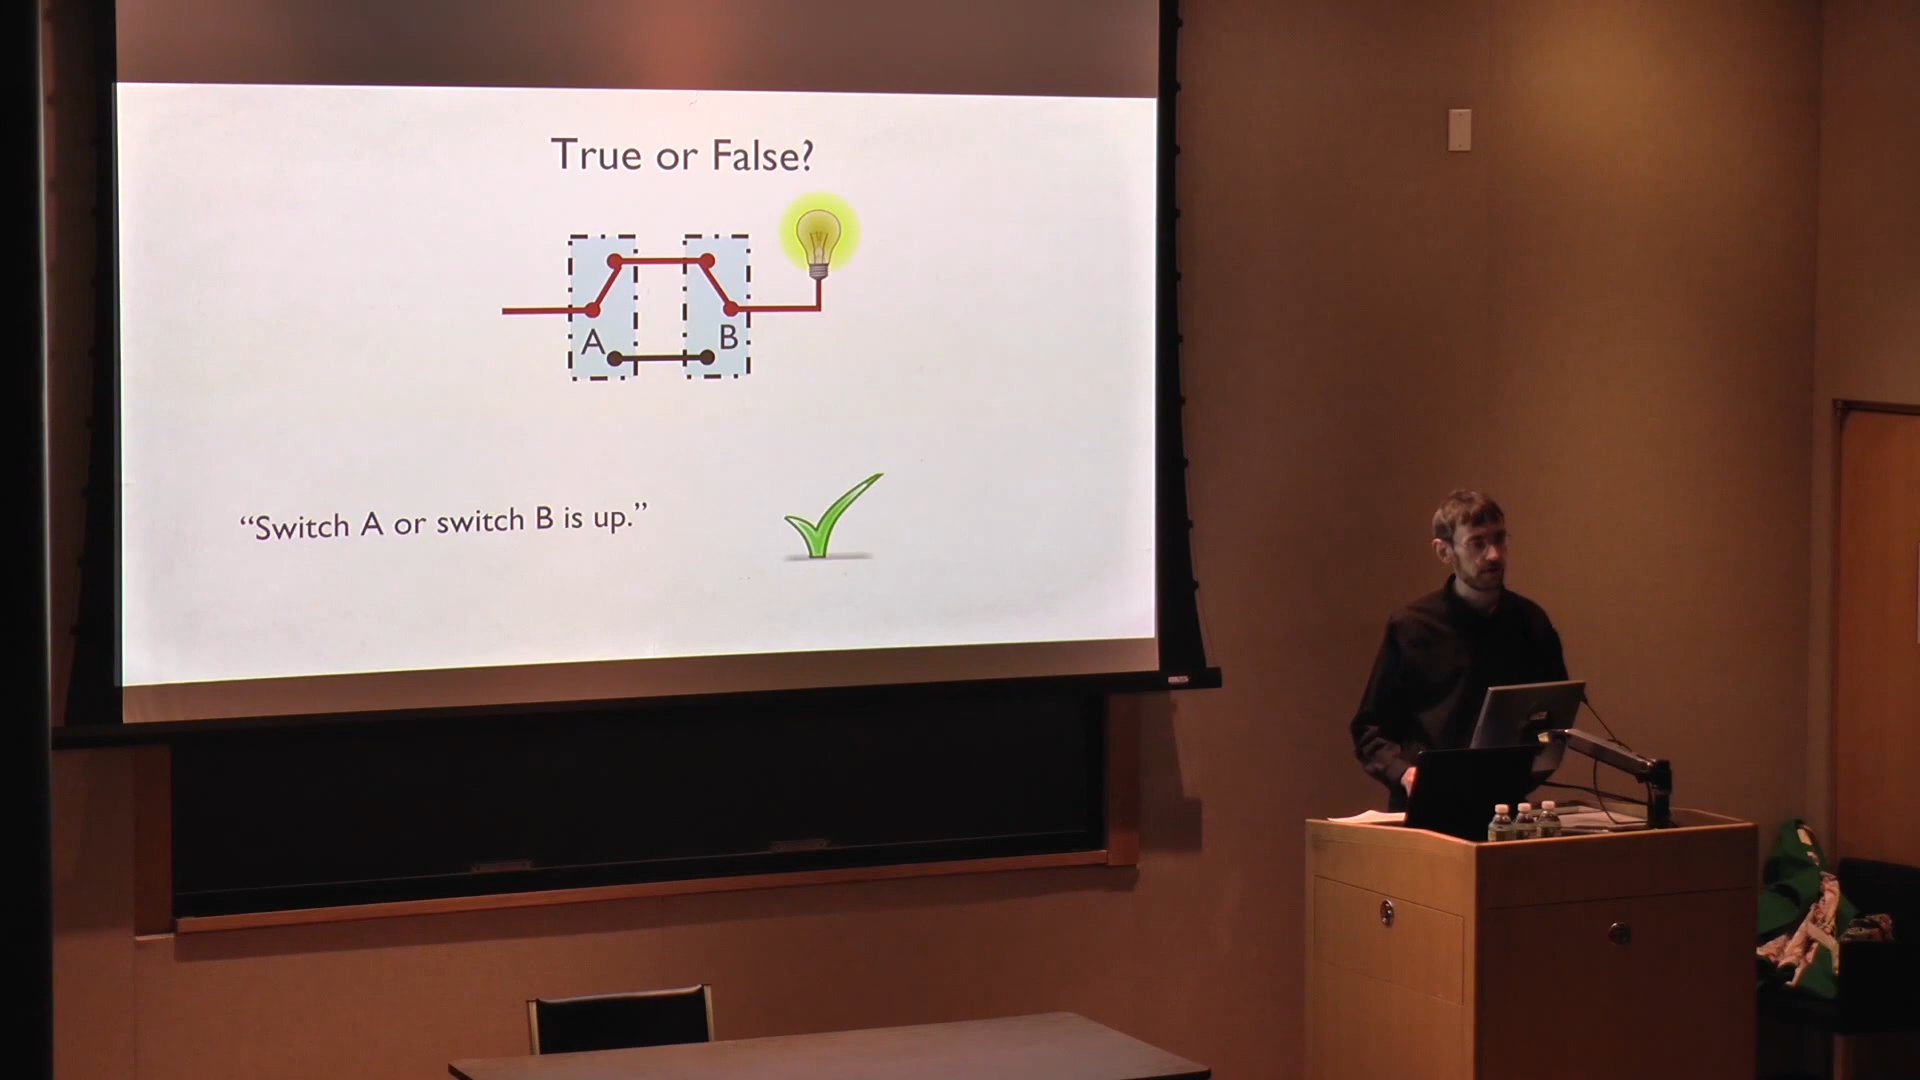 True or False?
A
B
“Switch A or switch B is up.”